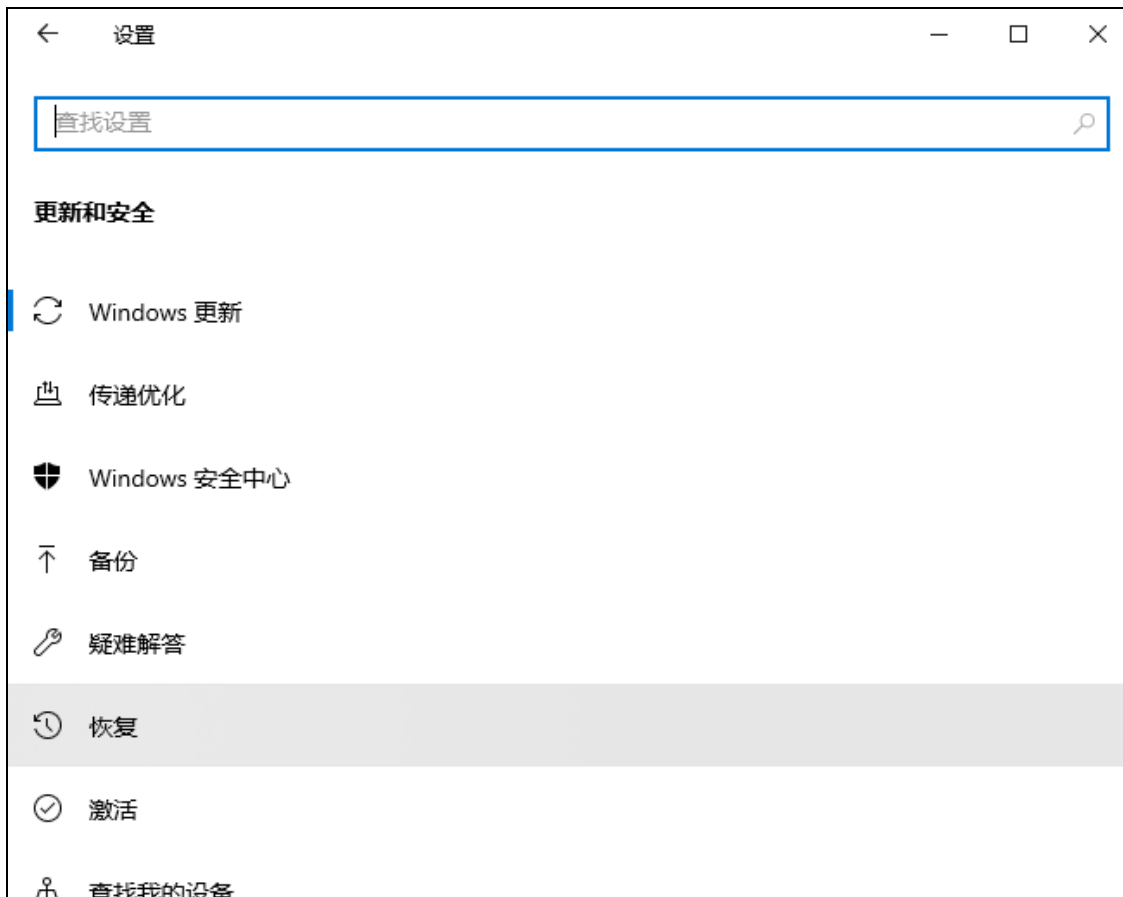 设置
查找设置
更新和安全
Windows 更新
传递优化
Windows 安全中心
备份
疑难解答
恢复
激活
查找我的设备